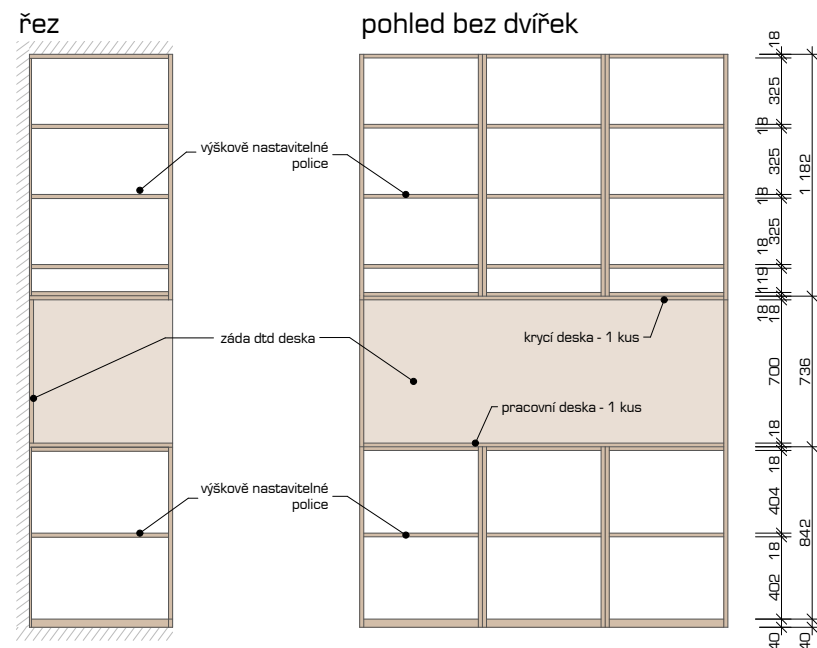 řez
pohled bez dvířek
výškově nastavitelné
police
záda dtd deska
krycí deska - 1 kus
pracovní deska - 1 kus
výškově nastavitelné
police
18
325
18
325
18
325
18
119
18
18
700
18
18
404
18
402
40
1 182
736
842
40